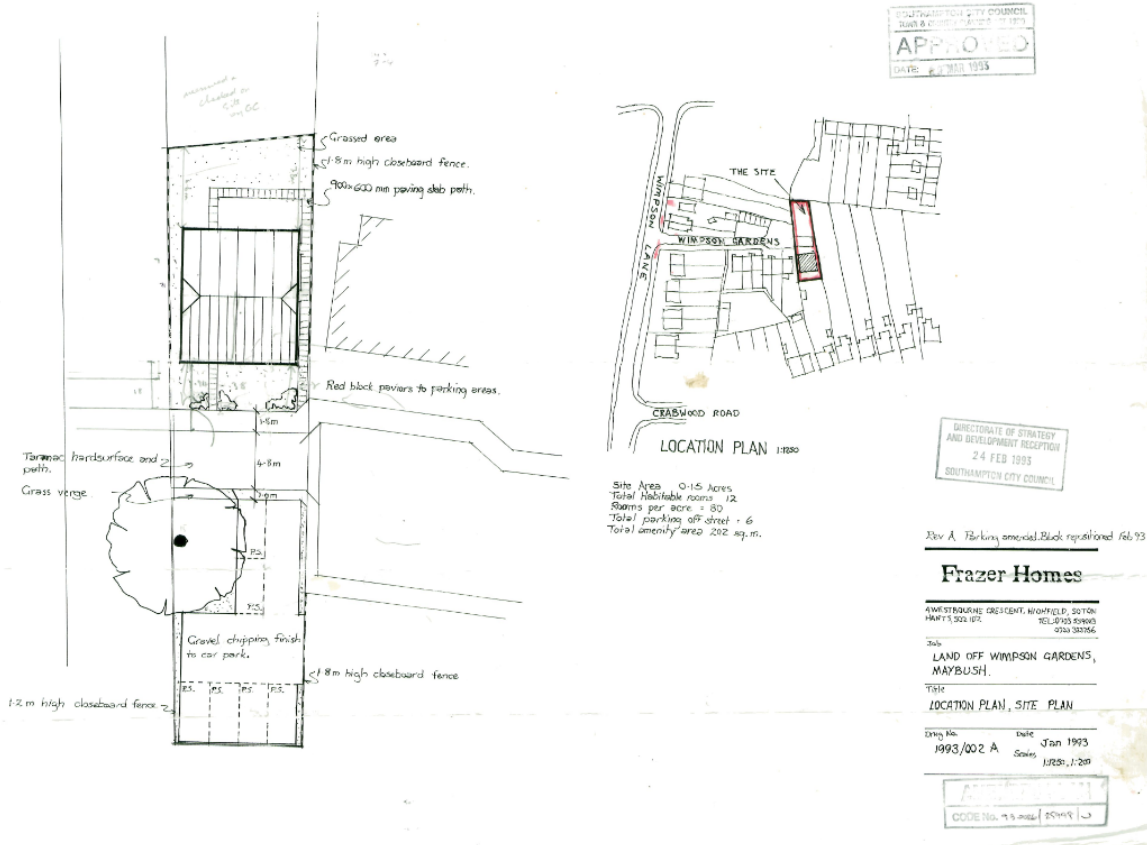 SOUTHAMPTON CITY COUNCIL
APPROVED
DATE: MAR 1993
checked on
site
Grassed area
1·8m high closeboard fence.
900x600 mm paving slab path.
THE SITE
WIMPSON LANE
WIMPSON GARDENS
Red block paviors to parking areas.
1·8m
CRABWOOD ROAD
LOCATION PLAN 1:1250
Tarmac hardsurface and
path.
4·8m
Grass verge
DIRECTORATE OF STRATEGY
AND DEVELOPMENT RECEPTION
24 FEB 1993
SOUTHAMPTON CITY COUNCIL
Site Area 0·15 Acres
Total Habitable rooms 12
Rooms per acre = 80
Total parking off street = 6
Total amenity area 202 sq.m.
P.S.
P.S.
Rev A Parking amended. Block repositioned Feb 93
Frazer Homes
4 WESTBOURNE CRESCENT, HIGHFIELD, SOTON
HANTS,
Job
LAND OFF WIMPSON GARDENS,
MAYBUSH.
Title
LOCATION PLAN, SITE PLAN
Drg No. Date
1993/002 A Jan 1993
Scales, 1:1250, 1:200
Gravel chipping finish
to car park.
1·8m high closeboard fence
P.S. P.S. P.S. P.S.
1·2m high closeboard fence
CODE No.